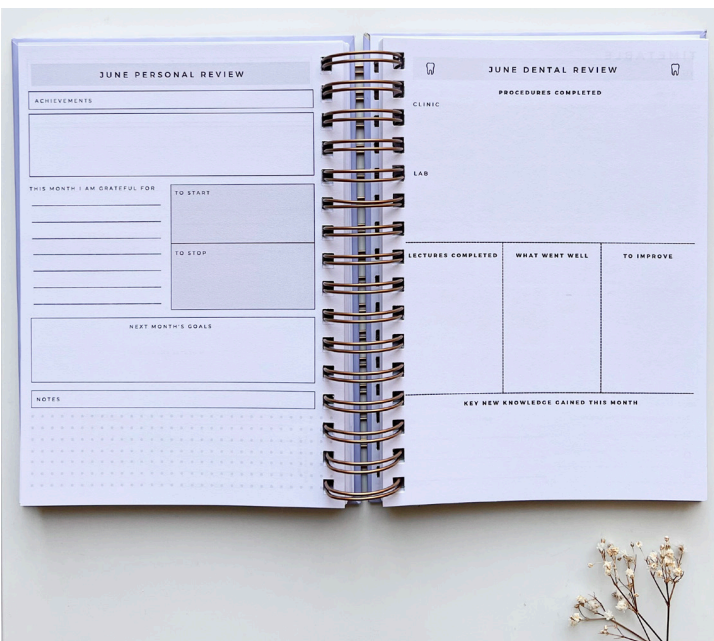 JUNE PERSONAL REVIEW
ACHIEVEMENTS
THIS MONTH I AM GRATEFUL FOR
TO START
TO STOP
NEXT MONTH'S GOALS
NOTES
JUNE DENTAL REVIEW
PROCEDURES COMPLETED
CLINIC
LAB
LECTURES COMPLETED
WHAT WENT WELL
TO IMPROVE
KEY NEW KNOWLEDGE GAINED THIS MONTH